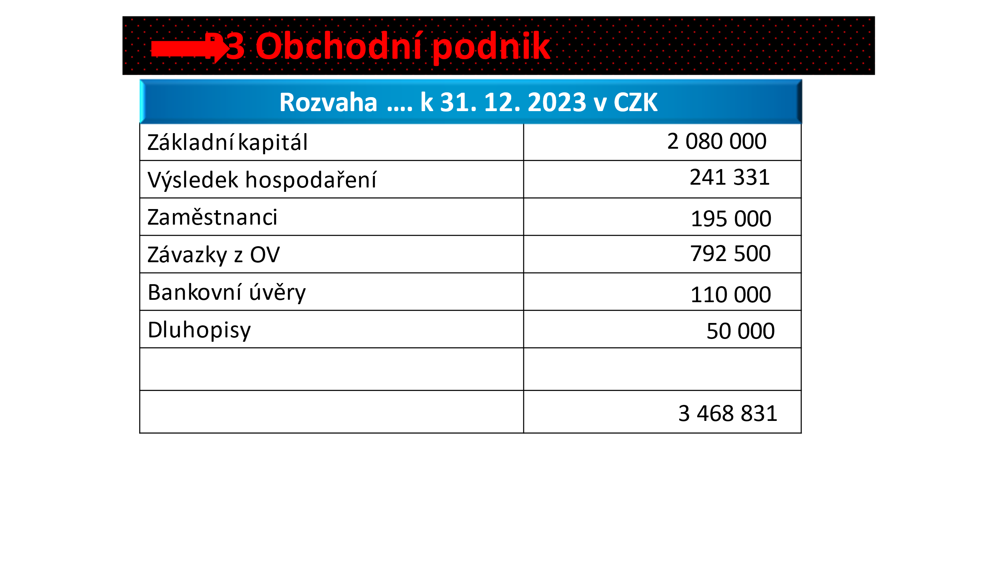 P3 Obchodní podnik
Rozvaha .... k 31. 12. 2023 v CZK
Základní kapitál 2 080 000
Výsledek hospodaření 241 331
Zaměstnanci 195 000
Závazky z OV 792 500
Bankovní úvěry 110 000
Dluhopisy 50 000
3 468 831